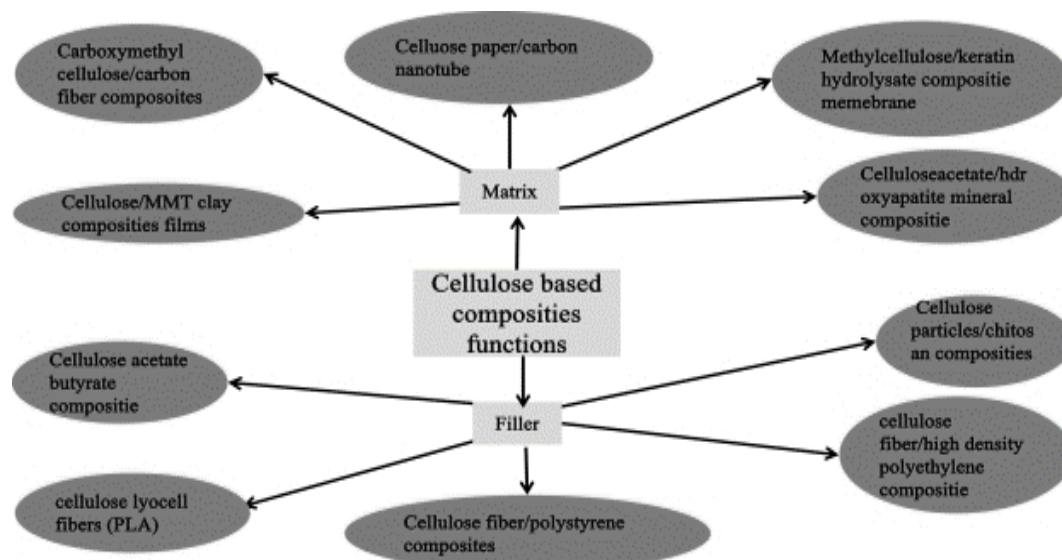 Carboxymethyl
cellulose/carbon
fiber composoites
Celluose paper/carbon
nanotube
Methylcellulose/keratin
hydrolysate compositie
memebrane
Matrix
Cellulose/MMT clay
composities films
Celluloseacetate/hdr
oxyapatite mineral
compositie
Cellulose based
composities
functions
Cellulose
particles/chitos
an composities
Cellulose acetate
butyrate
compositie
Filler
cellulose
fiber/high density
polyethylene
compositie
cellulose lyocell
fibers (PLA)
Cellulose fiber/polystyrene
composites